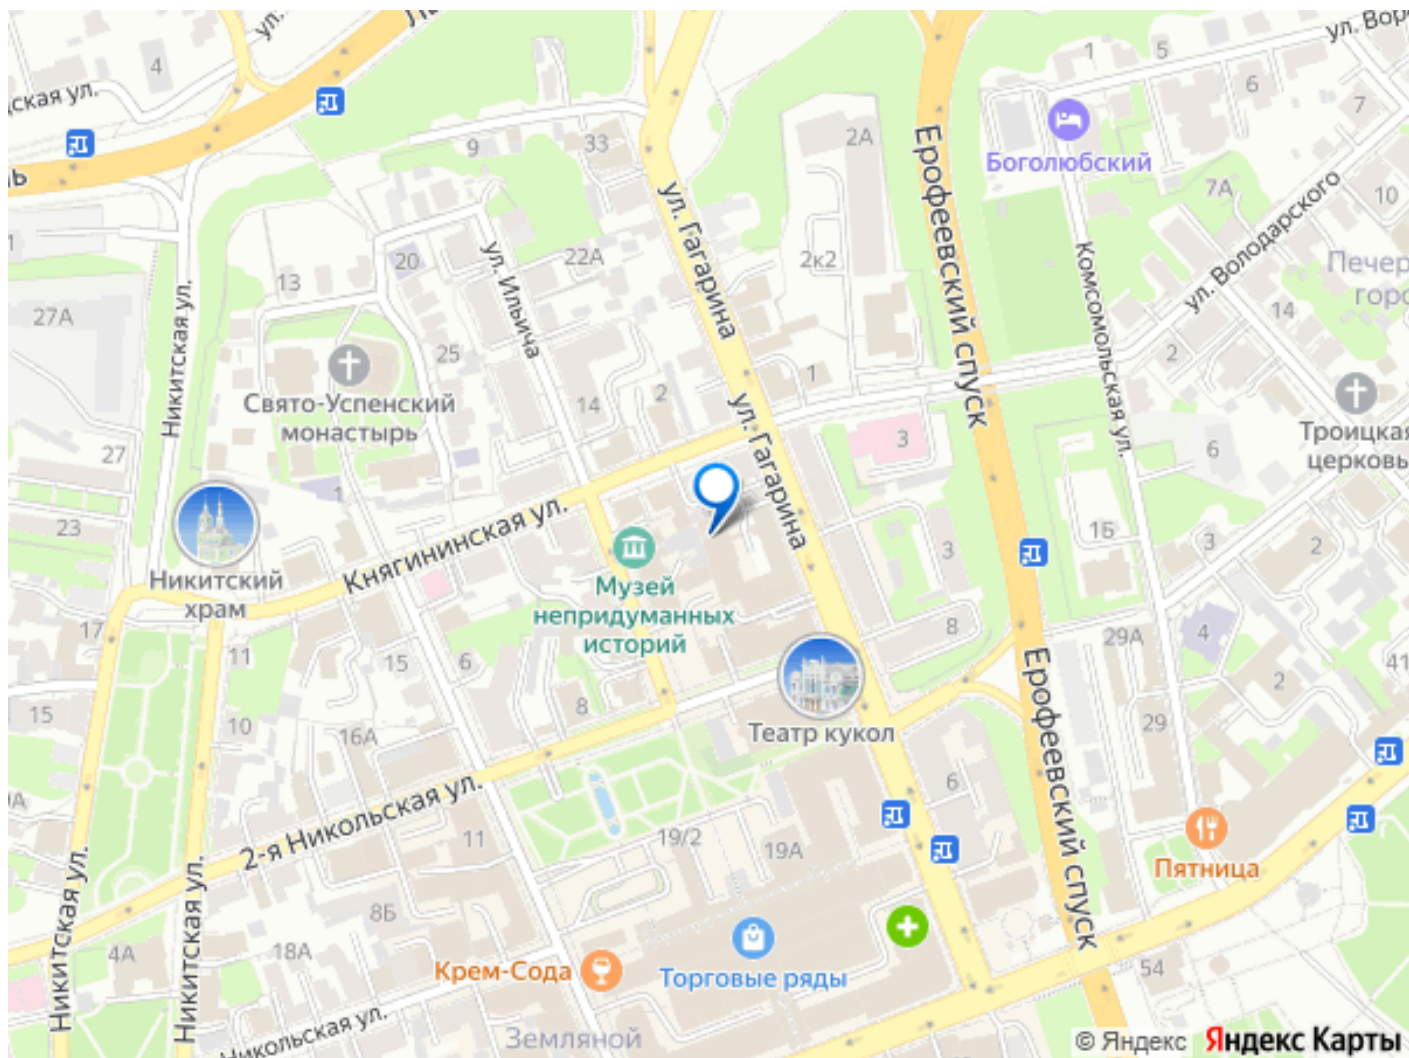 ул.
ул. Вор
4
ская ул.
1
5
6
7
9
33
2А
Боголюбский
7А
10
ул. Гагарина
Ерофеевский спуск
1
20
22А
2к2
ул. Ильича
Комсомольская ул.
ул. Володарского
Печер
горо
13
14
27А
Никитская ул.
25
2
Свято-Успенский
монастырь
14
2
1
ул. Гагарина
3
Троицкая
церковь
27
6
1
23
Княгининская ул.
1Б
3
2
3
Никитский
храм
Музей
непридуманных
историй
17
11
15
6
8
29А
4
41
Ерофеевский спуск
2
15
10
16А
8
Театр кукол
29
6
2-я Никольская ул.
11
19/2
19А
Пятница
Никитская ул.
Никитская ул.
8Б
4А
18А
Крем-Сода
Торговые ряды
54
Никольская ул.
Земляной
© Яндекс Яндекс Карты